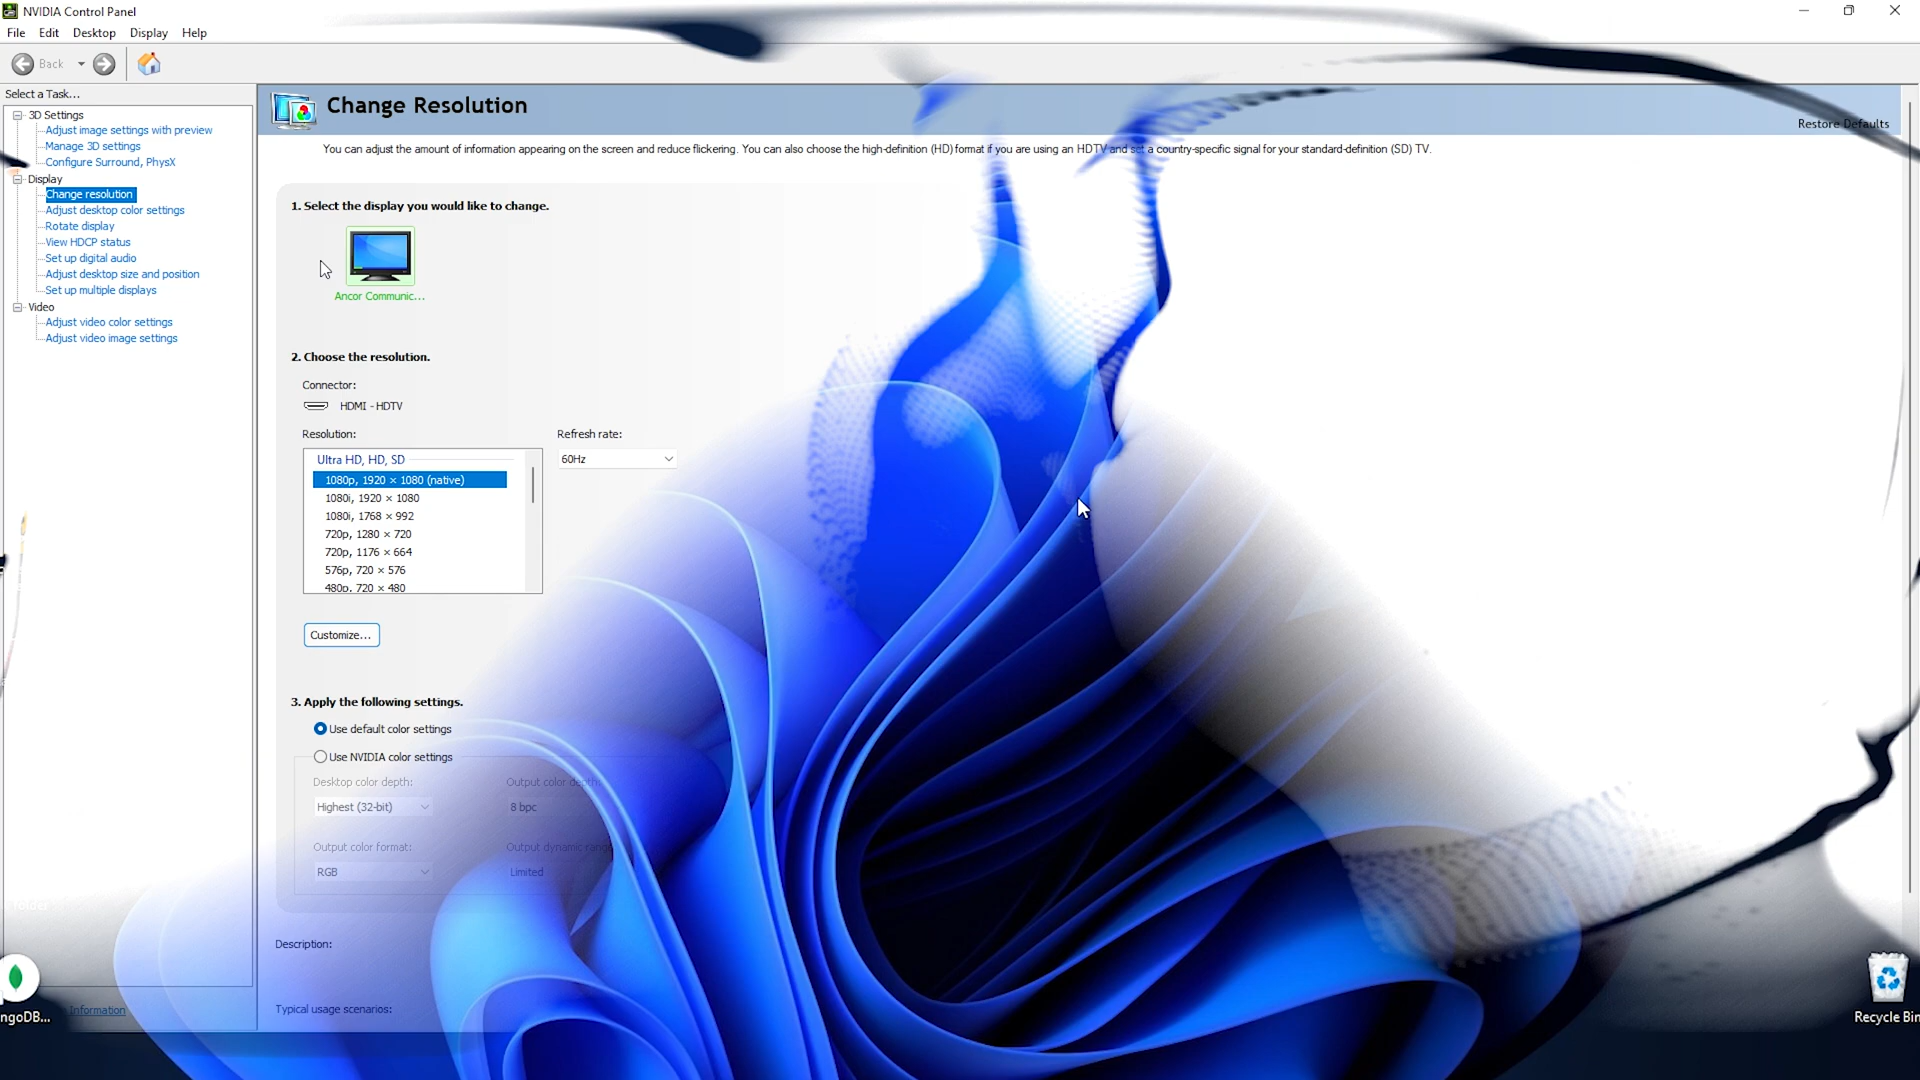 NVIDIA Control Panel
File Edit Desktop Display Help
Back
Select a Task...
3D Settings
Adjust image settings with preview
Manage 3D settings
Configure Surround, PhysX
Display
Change resolution
Adjust desktop color settings
Rotate display
View HDCP status
Set up digital audio
Adjust desktop size and position
Set up multiple displays
Video
Adjust video color settings
Adjust video image settings
Information
Change Resolution
Restore Defaults
You can adjust the amount of information appearing on the screen and reduce flickering. You can also choose the high-definition (HD) format if you are using an HDTV and set a country-specific signal for your standard-definition (SD) TV.
1. Select the display you would like to change.
Ancor Communic...
2. Choose the resolution.
Connector:
HDMI - HDTV
Resolution:
Refresh rate:
Ultra HD, HD, SD
60Hz
1080p, 1920 × 1080 (native)
1080i, 1920 × 1080
1080i, 1768 × 992
720p, 1280 × 720
720p, 1176 × 664
576p, 720 × 576
480p, 720 × 480
Customize...
3. Apply the following settings.
Use default color settings
Use NVIDIA color settings
Desktop color depth:
Output color depth:
Highest (32-bit)
8 bpc
Output color format:
Output dynamic range
RGB
Limited
Description:
Typical usage scenarios:
ngoDB...
Recycle Bin